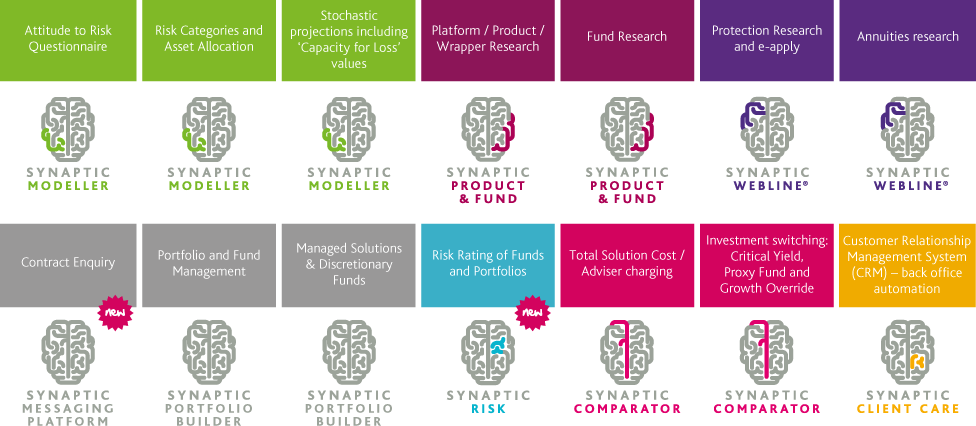 Attitude to Risk
Questionnaire
Risk Categories and
Asset Allocation
Stochastic
projections including
'Capacity for Loss'
values
Platform / Product /
Wrapper Research
Fund Research
Protection Research
and e-apply
Annuities research
SYNAPTIC
MODELLER
SYNAPTIC
MODELLER
SYNAPTIC
MODELLER
SYNAPTIC
PRODUCT
& FUND
SYNAPTIC
PRODUCT
& FUND
SYNAPTIC
WEBLINE®
SYNAPTIC
WEBLINE®
Contract Enquiry
Portfolio and Fund
Management
Managed Solutions
& Discretionary
Funds
Risk Rating of Funds
and Portfolios
Total Solution Cost /
Adviser charging
Investment switching:
Critical Yield,
Proxy Fund and
Growth Override
Customer Relationship
Management System
(CRM) – back office
automation
new
new
SYNAPTIC
MESSAGING
PLATFORM
SYNAPTIC
PORTFOLIO
BUILDER
SYNAPTIC
PORTFOLIO
BUILDER
SYNAPTIC
RISK
SYNAPTIC
COMPARATOR
SYNAPTIC
COMPARATOR
SYNAPTIC
CLIENT CARE